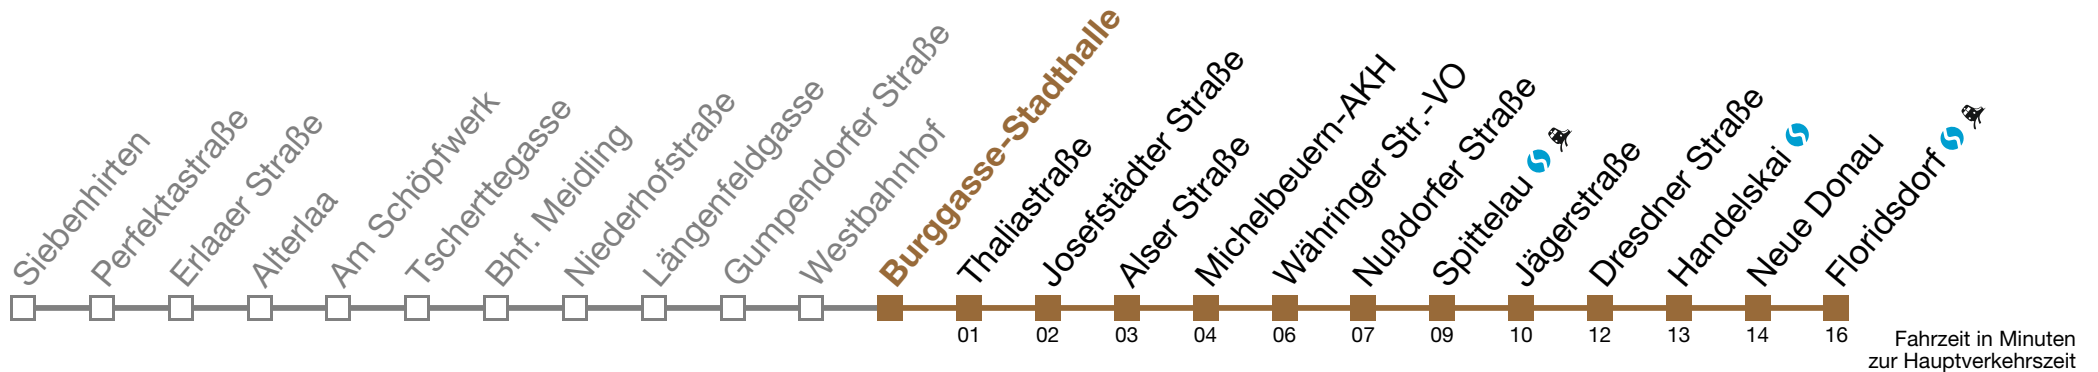 Siebenhirten
Perfektastraße
Erlaaer Straße
Alterlaa
Am Schöpfwerk
Tscherttegasse
Bhf. Meidling
Niederhofstraße
Längenfeldgasse
Gumpendorfer Straße
Westbahnhof
Burggasse-Stadthalle
Thaliastraße
Josefstädter Straße
Alser Straße
Michelbeuern-AKH
Währinger Str.-VO
Nußdorfer Straße
Spittelau
Jägerstraße
Dresdner Straße
Handelskai
Neue Donau
Floridsdorf
01 02 03 04 06 07 09 10 12 13 14 16
Fahrzeit in Minuten
zur Hauptverkehrszeit